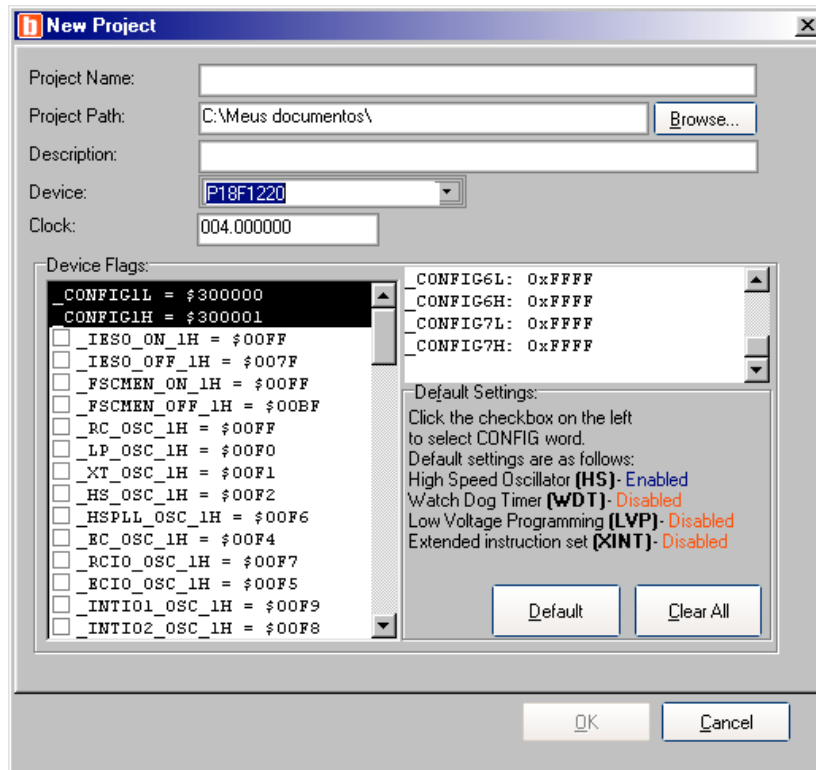 b New Project
Project Name:
Project Path: C:\Meus documentos\ Browse...
Description:
Device: P18F1220
Clock: 004.000000
Device Flags:
_CONFIG1L = $300000
_CONFIG1H = $300001
_IESO_ON_1H = $00FF
_IESO_OFF_1H = $007F
_FSCMEN_ON_1H = $00FF
_FSCMEN_OFF_1H = $00BF
_RC_OSC_1H = $00FF
_LP_OSC_1H = $00F0
_XT_OSC_1H = $00F1
_HS_OSC_1H = $00F2
_HSPLL_OSC_1H = $00F6
_EC_OSC_1H = $00F4
_RCIO_OSC_1H = $00F7
_ECIO_OSC_1H = $00F5
_INTIO1_OSC_1H = $00F9
_INTIO2_OSC_1H = $00F8
_CONFIG6L: 0xFFFF
_CONFIG6H: 0xFFFF
_CONFIG7L: 0xFFFF
_CONFIG7H: 0xFFFF
Default Settings:
Click the checkbox on the left
to select CONFIG word.
Default settings are as follows:
High Speed Oscillator (HS)- Enabled
Watch Dog Timer (WDT)- Disabled
Low Voltage Programming (LVP)- Disabled
Extended instruction set (XINT)- Disabled
Default Clear All
OK Cancel